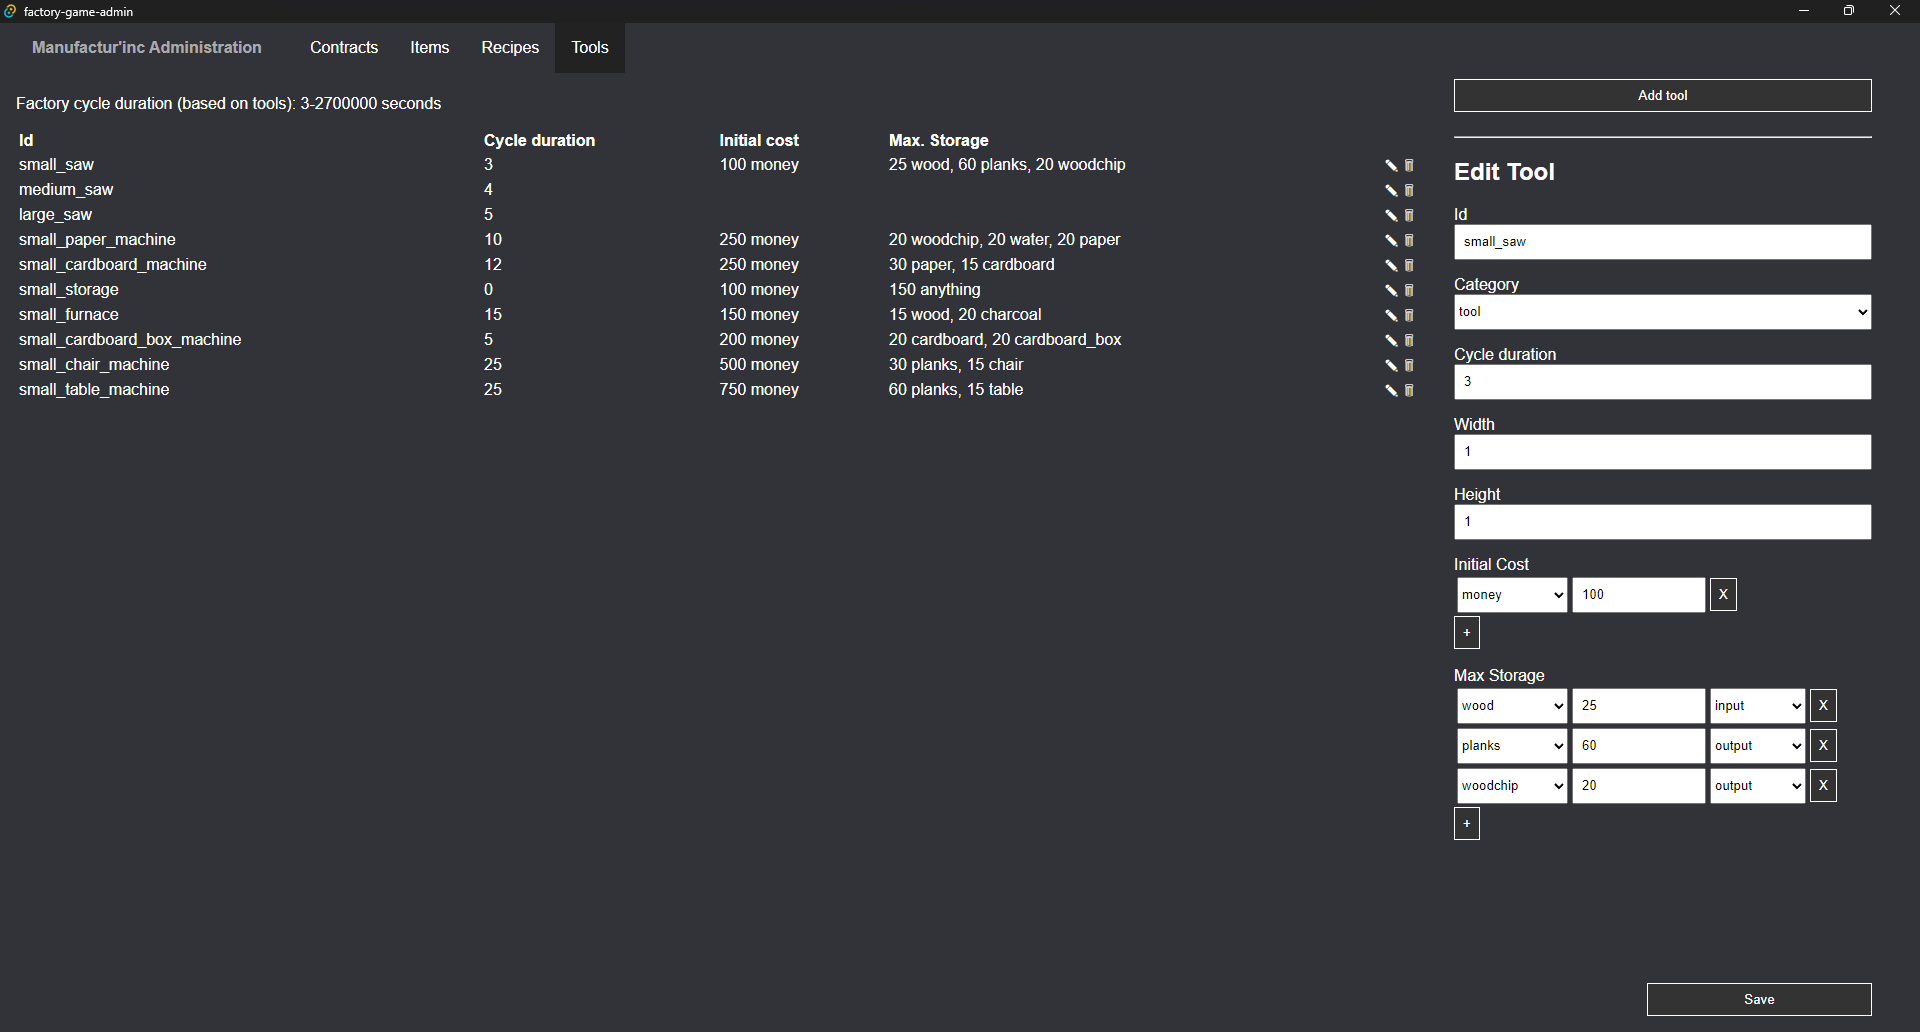 factory-game-admin
Manufactur'inc Administration Contracts Items Recipes Tools
Factory cycle duration (based on tools): 3-2700000 seconds
Id Cycle duration Initial cost Max. Storage
small_saw 3 100 money 25 wood, 60 planks, 20 woodchip
medium_saw 4
large_saw 5
small_paper_machine 10 250 money 20 woodchip, 20 water, 20 paper
small_cardboard_machine 12 250 money 30 paper, 15 cardboard
small_storage 0 100 money 150 anything
small_furnace 15 150 money 15 wood, 20 charcoal
small_cardboard_box_machine 5 200 money 20 cardboard, 20 cardboard_box
small_chair_machine 25 500 money 30 planks, 15 chair
small_table_machine 25 750 money 60 planks, 15 table
Add tool
Edit Tool
Id
small_saw
Category
tool
Cycle duration
3
Width
1
Height
1
Initial Cost
money 100 X
+
Max Storage
wood 25 input X
planks 60 output X
woodchip 20 output X
+
Save